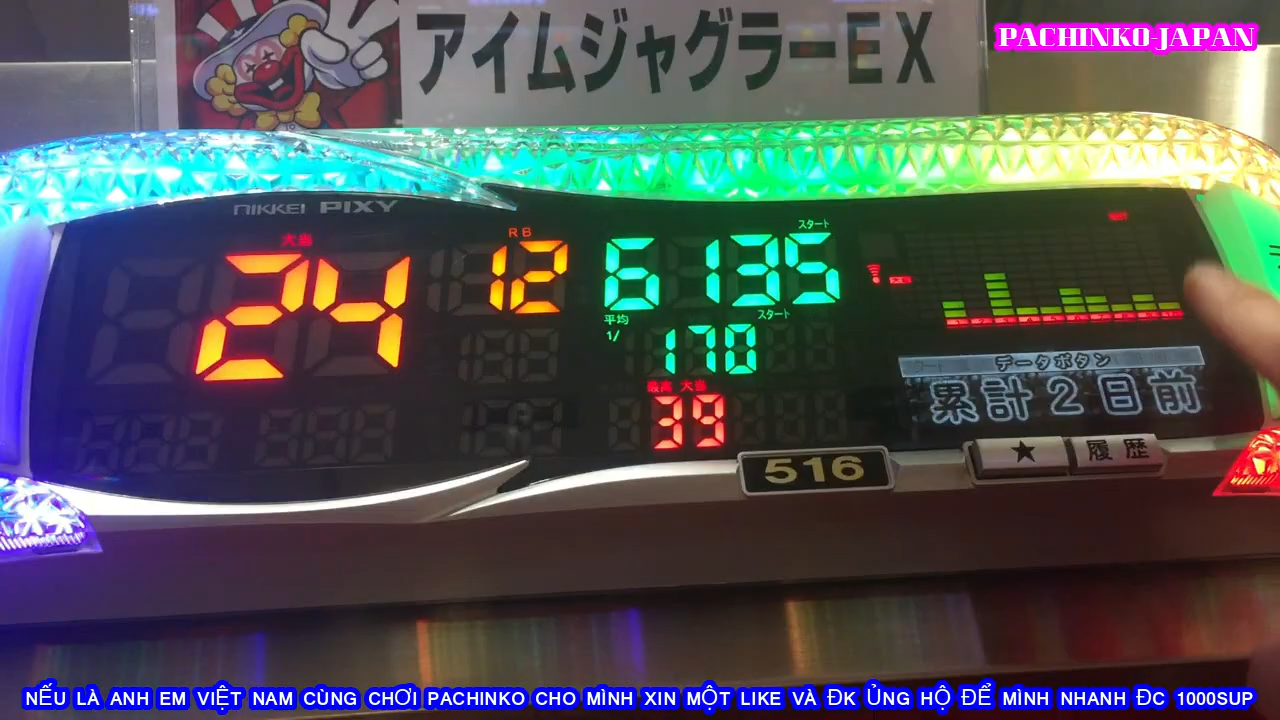 アイムジャグラーEX
PACHINKO-JAPAN
NIKKEI PIXY
大当
24
RB
12
スタート
6135
平均
スタート
1/
170
最高 大当
39
データボタン
累計2日前
516
★ 履歴
NẾU LÀ ANH EM VIỆT NAM CÙNG CHƠI PACHINKO CHO MÌNH XIN MỘT LIKE VÀ ĐK ỦNG HỘ ĐỂ MÌNH NHANH ĐC 1000SUP